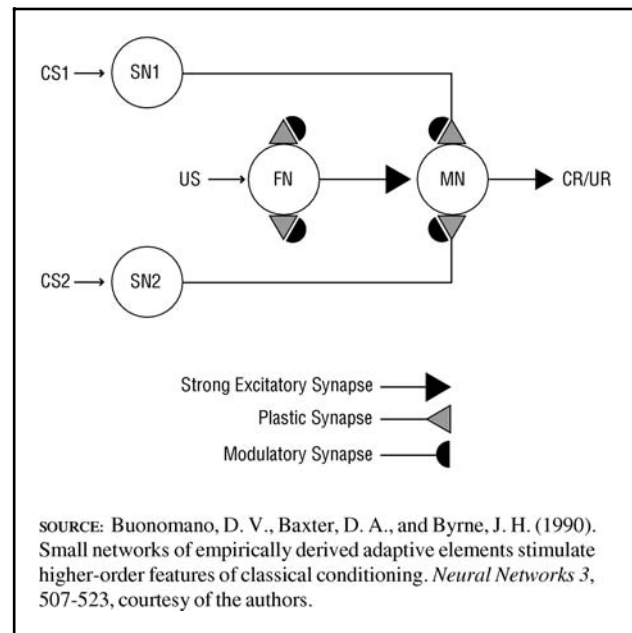 CS1
SN1
US
FN
MN
CR/UR
CS2
SN2
Strong Excitatory Synapse
Plastic Synapse
Modulatory Synapse
SOURCE: Buonomano, D. V., Baxter, D. A., and Byrne, J. H. (1990).
Small networks of empirically derived adaptive elements stimulate
higher-order features of classical conditioning. Neural Networks 3,
507-523, courtesy of the authors.